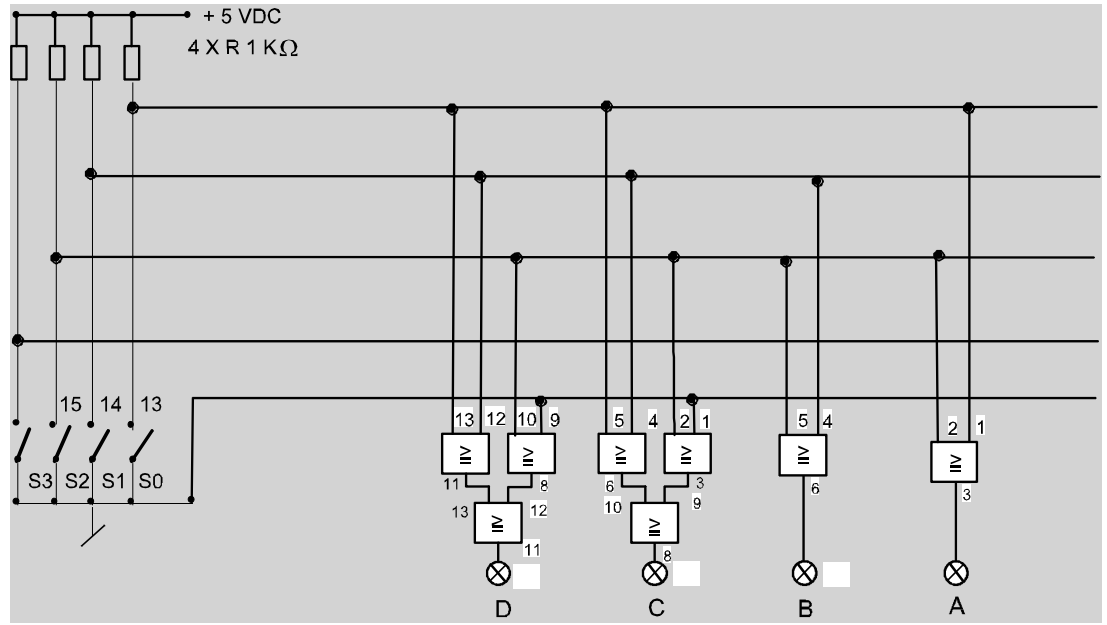 + 5 VDC
4 X R 1 KΩ
15 14 13
S3 S2 S1 S0
13 12 10 9 5 4 2 1 5 4 2 1
≥ ≥ ≥ ≥ ≥ ≥
11 8 6 3 6 3
13 12 10 9
≥ ≥
11 8
D C B A